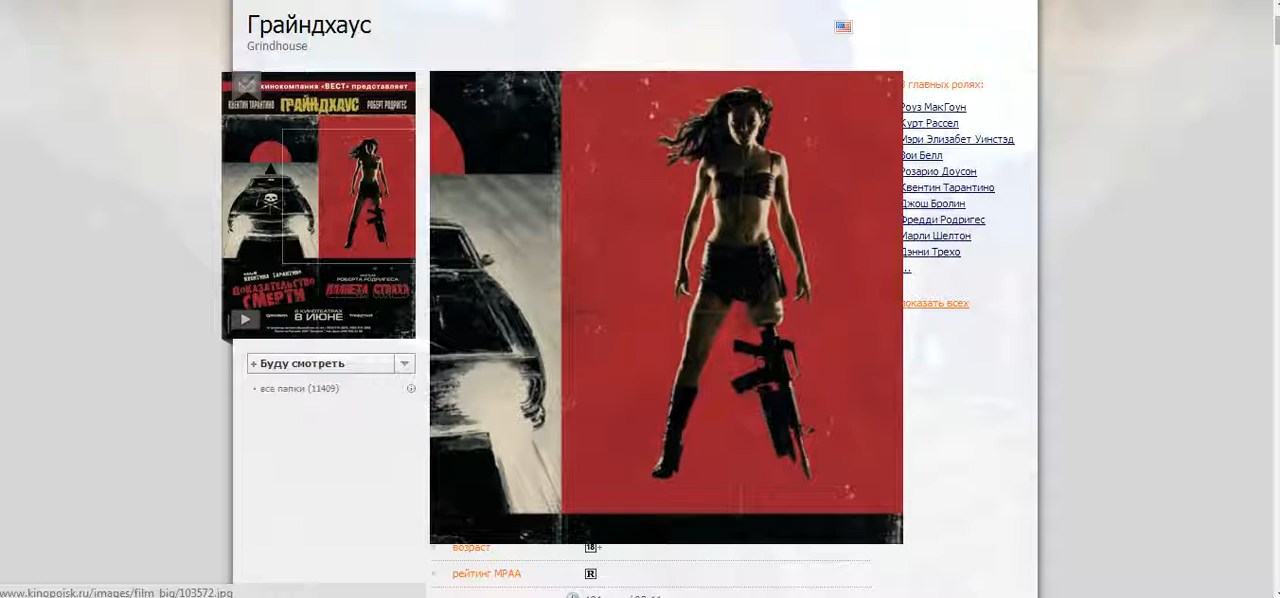 Грайндхаус
Grindhouse
кинокомпания «ВЕСТ» представляет
КВЕНТИН ТАРАНТИНО ГРАЙНДХАУС РОБЕРТ РОДРИГЕС
КВЕНТИНА ТАРАНТИНО
ДОКАЗАТЕЛЬСТВО СМЕРТИ
РОБЕРТА РОДРИГЕСА
ПЛАНЕТА СТРАХА
В КИНОТЕАТРАХ
В ИЮНЕ
+ Буду смотреть
• все папки (11409)
главных ролях:
Роуз МакГоун
Курт Рассел
Мэри Элизабет Уинстэд
Зои Белл
Розарио Доусон
Квентин Тарантино
Джош Бролин
Фредди Родригес
Марли Шелтон
Дэнни Трехо
...
показать всех
возраст 18+
рейтинг MPAA R
www.kinopoisk.ru/images/film_big/103572.jpg